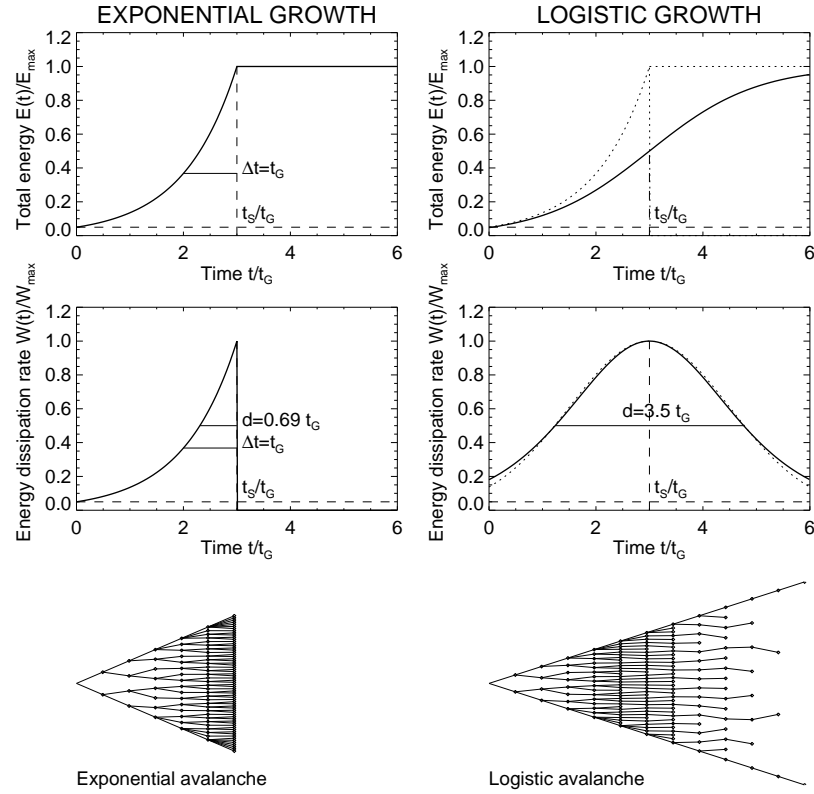 EXPONENTIAL GROWTH
Total energy E(t)/E_max
1.2
1.0
0.8
0.6
0.4
0.2
0.0
Δt=t_G
t_S/t_G
0 2 4 6
Time t/t_G
LOGISTIC GROWTH
Total energy E(t)/E_max
1.2
1.0
0.8
0.6
0.4
0.2
0.0
t_S/t_G
0 2 4 6
Time t/t_G
Energy dissipation rate W(t)/W_max
1.2
1.0
0.8
0.6
0.4
0.2
0.0
d=0.69 t_G
Δt=t_G
t_S/t_G
0 2 4 6
Time t/t_G
Energy dissipation rate W(t)/W_max
1.2
1.0
0.8
0.6
0.4
0.2
0.0
d=3.5 t_G
t_S/t_G
0 2 4 6
Time t/t_G
Exponential avalanche
Logistic avalanche